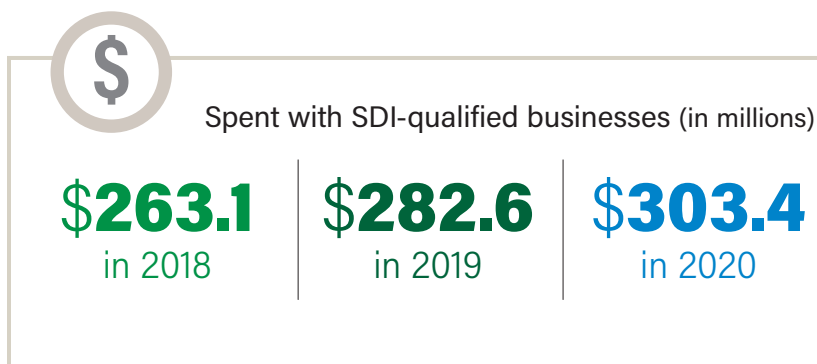 $
Spent with SDI-qualified businesses (in millions)
$263.1
in 2018
$282.6
in 2019
$303.4
in 2020